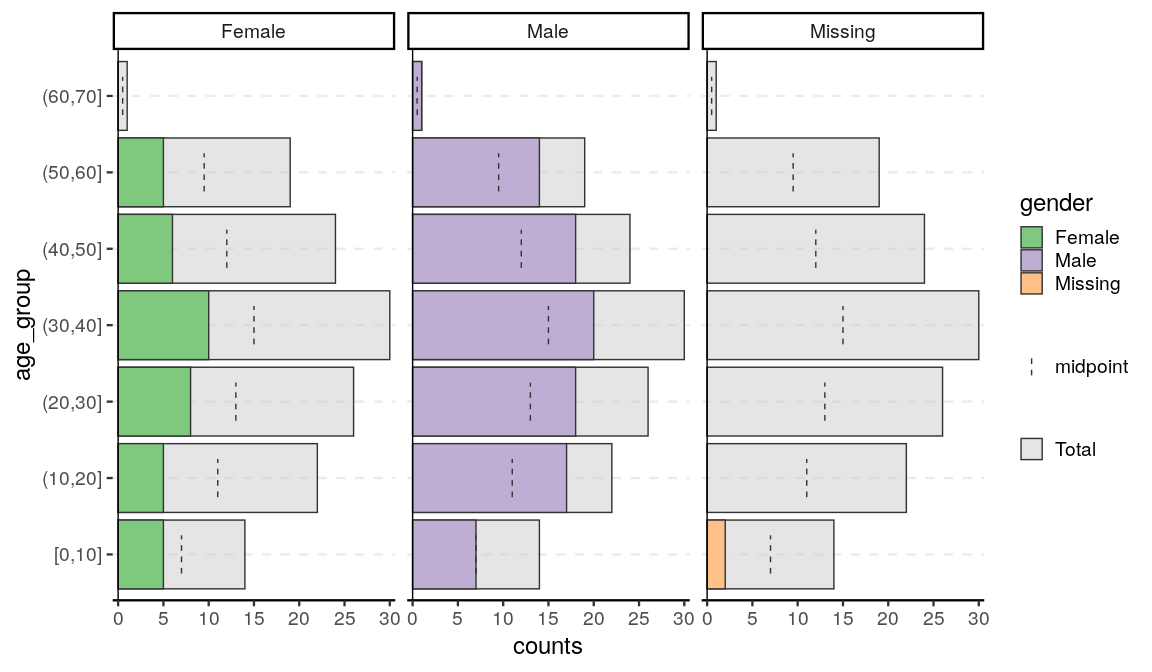 Female Male Missing
(60,70]
(50,60]
(40,50]
(30,40]
(20,30]
(10,20]
[0,10]
age_group
0 5 10 15 20 25 30 0 5 10 15 20 25 30 0 5 10 15 20 25 30
counts
gender
Female
Male
Missing
midpoint
Total